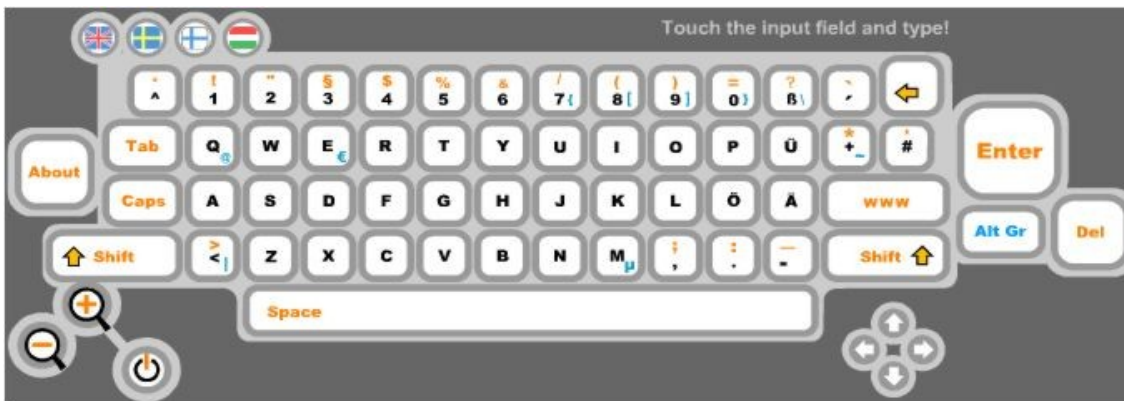 Touch the input field and type!
° ^ ! 1 " 2 § 3 $ 4 % 5 & 6 / 7 { ( 8 [ ) 9 ] = 0 } ? ß \ ` ´
Tab Q @ W E € R T Y U I O P Ü * + ~ ' # Enter
About
Caps A S D F G H J K L Ö Ä www
Shift > < | Z X C V B N M µ ; , : . _ - Shift Alt Gr Del
Space